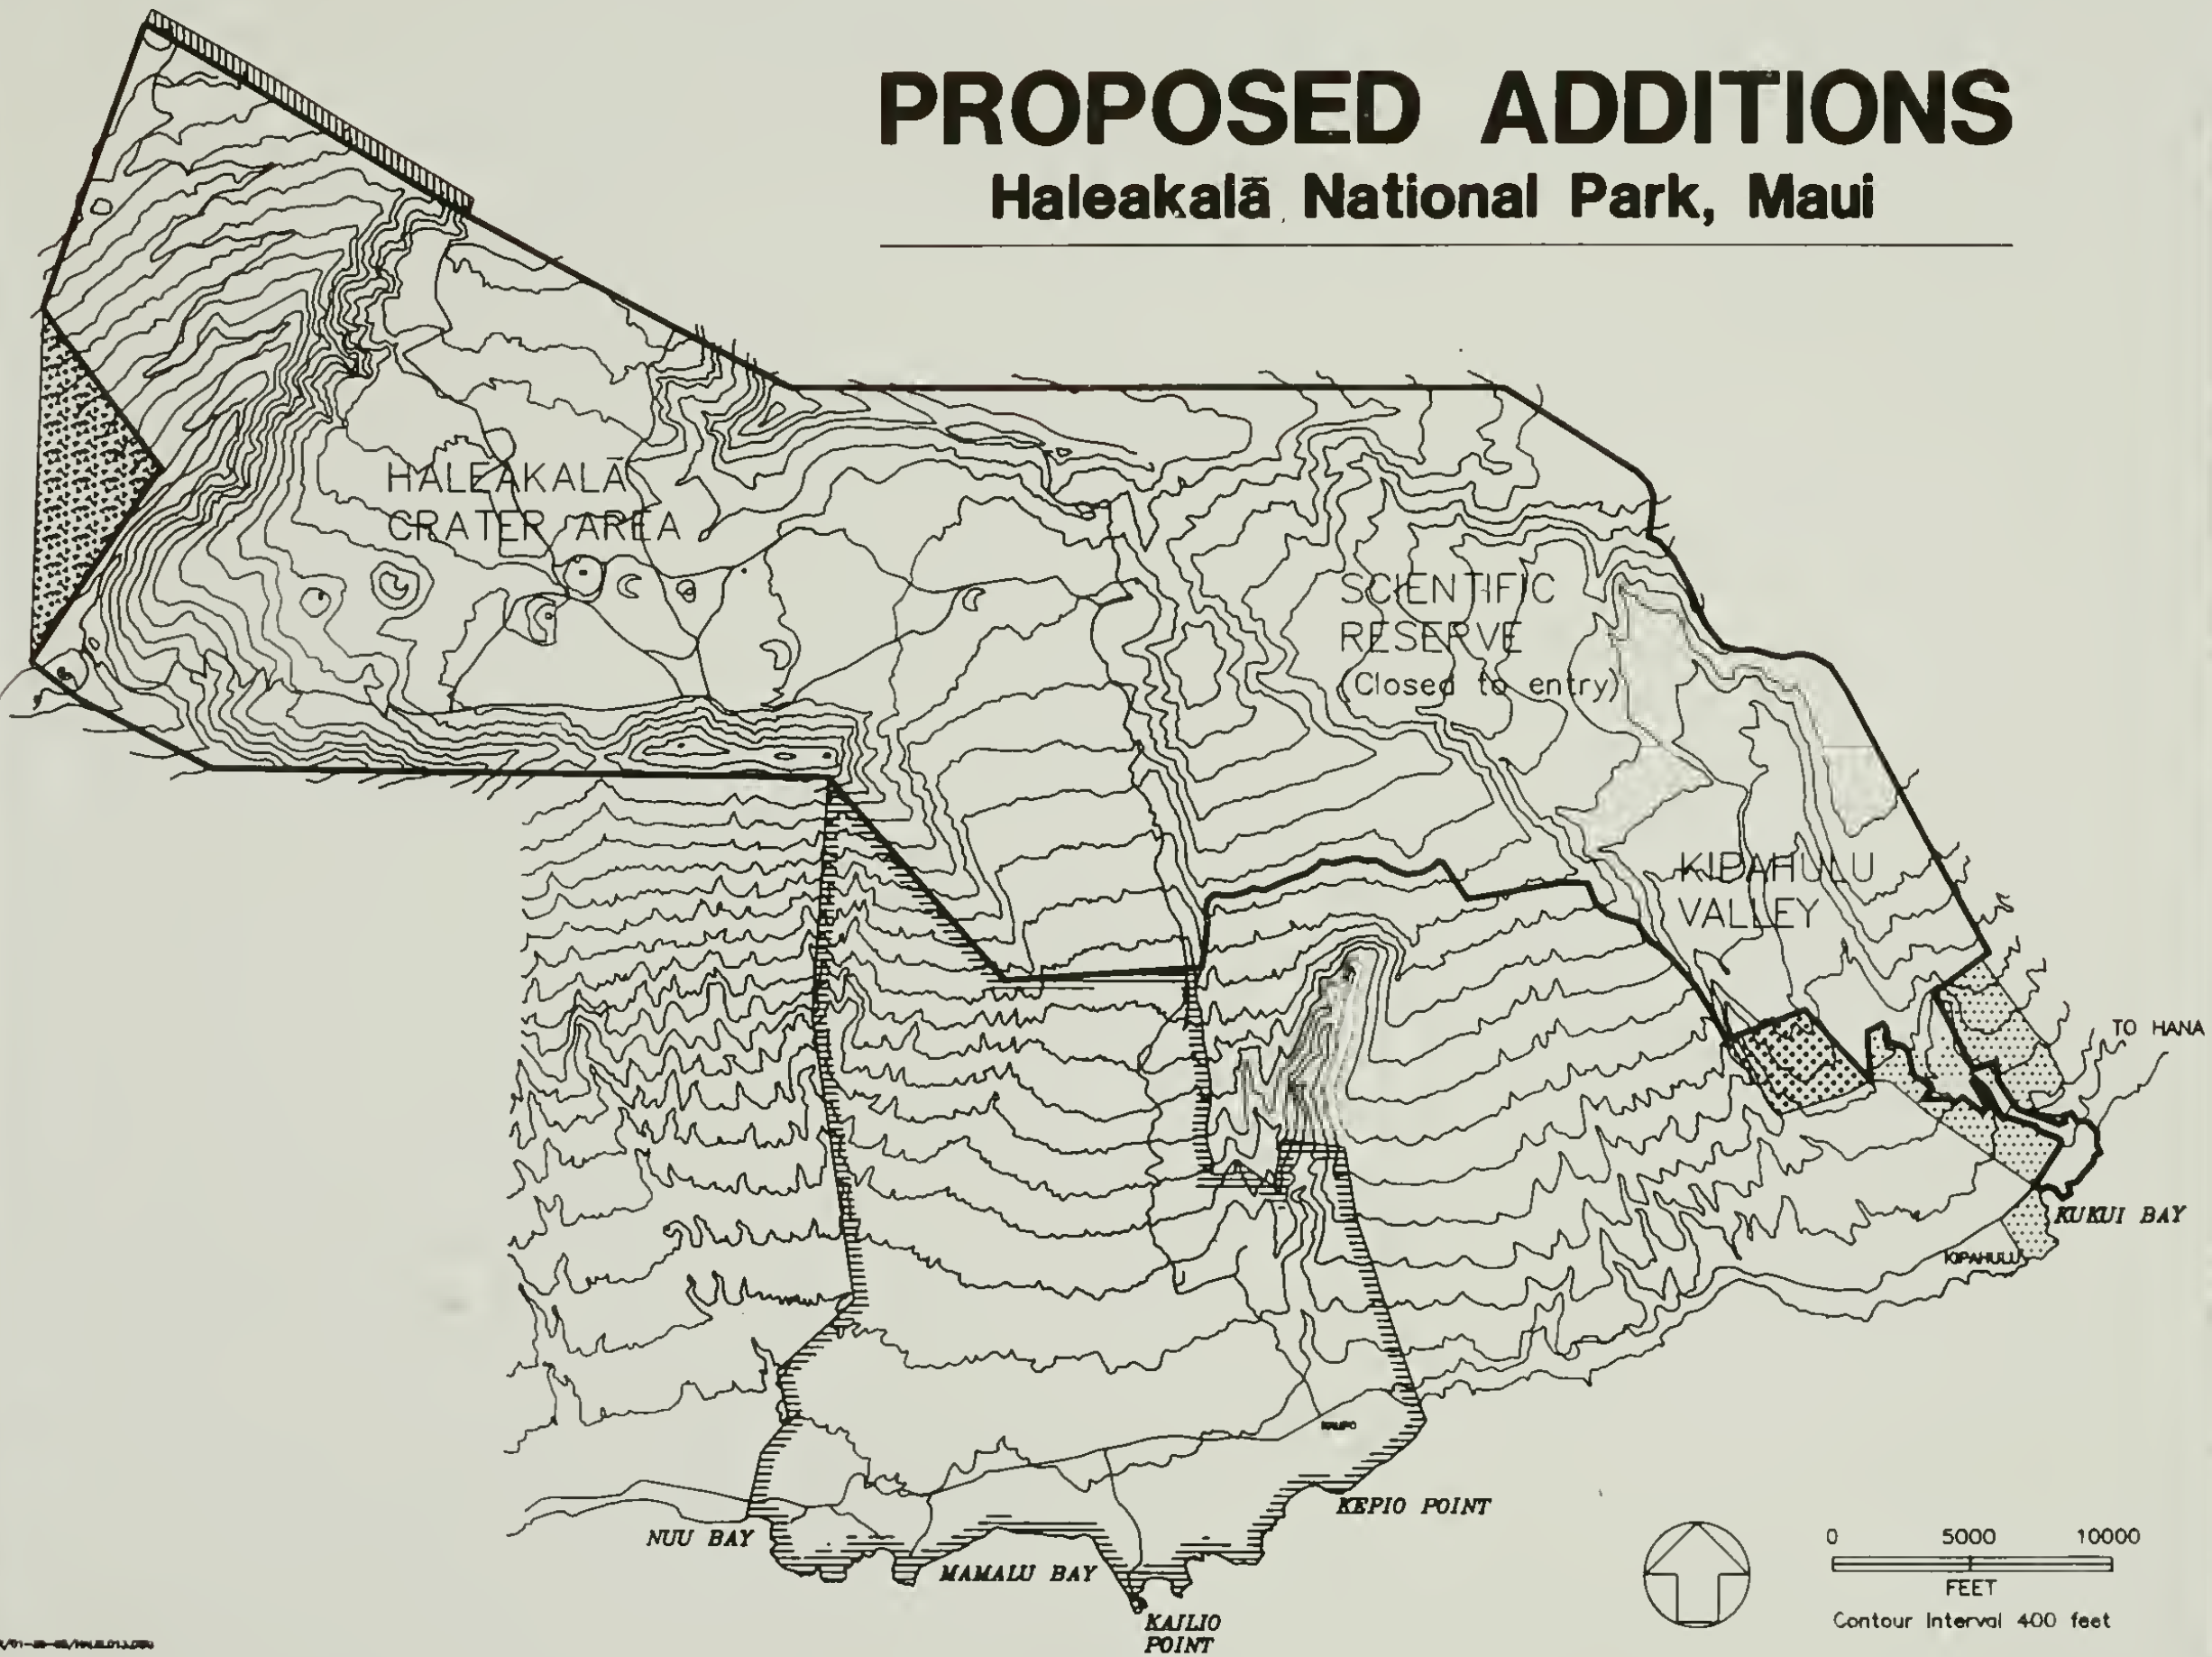 PROPOSED ADDITIONS
Haleakalā National Park, Maui
HALEAKALĀ
CRATER AREA
SCIENTIFIC
RESERVE
(Closed to entry)
KIPAHULU
VALLEY
TO HANA
KUKUI BAY
KIPAHULU
KAUPO
KEPIO POINT
NUU BAY
MAMALU BAY
KAILIO
POINT
0 5000 10000
FEET
Contour Interval 400 feet